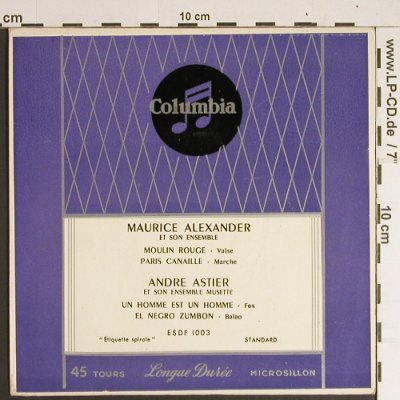 cm
10 cm
www.LP-CD.de / 7"
10 cm
Columbia
MAURICE ALEXANDER
ET SON ENSEMBLE
MOULIN ROUGE - Valse
PARIS CANAILLE - Marche
ANDRE ASTIER
ET SON ENSEMBLE MUSETTE
UN HOMME EST UN HOMME - Fox
EL NEGRO ZUMBON - Baïao
ESDF 1003
"Étiquette spirale" STANDARD
45 TOURS Longue Durée MICROSILLON